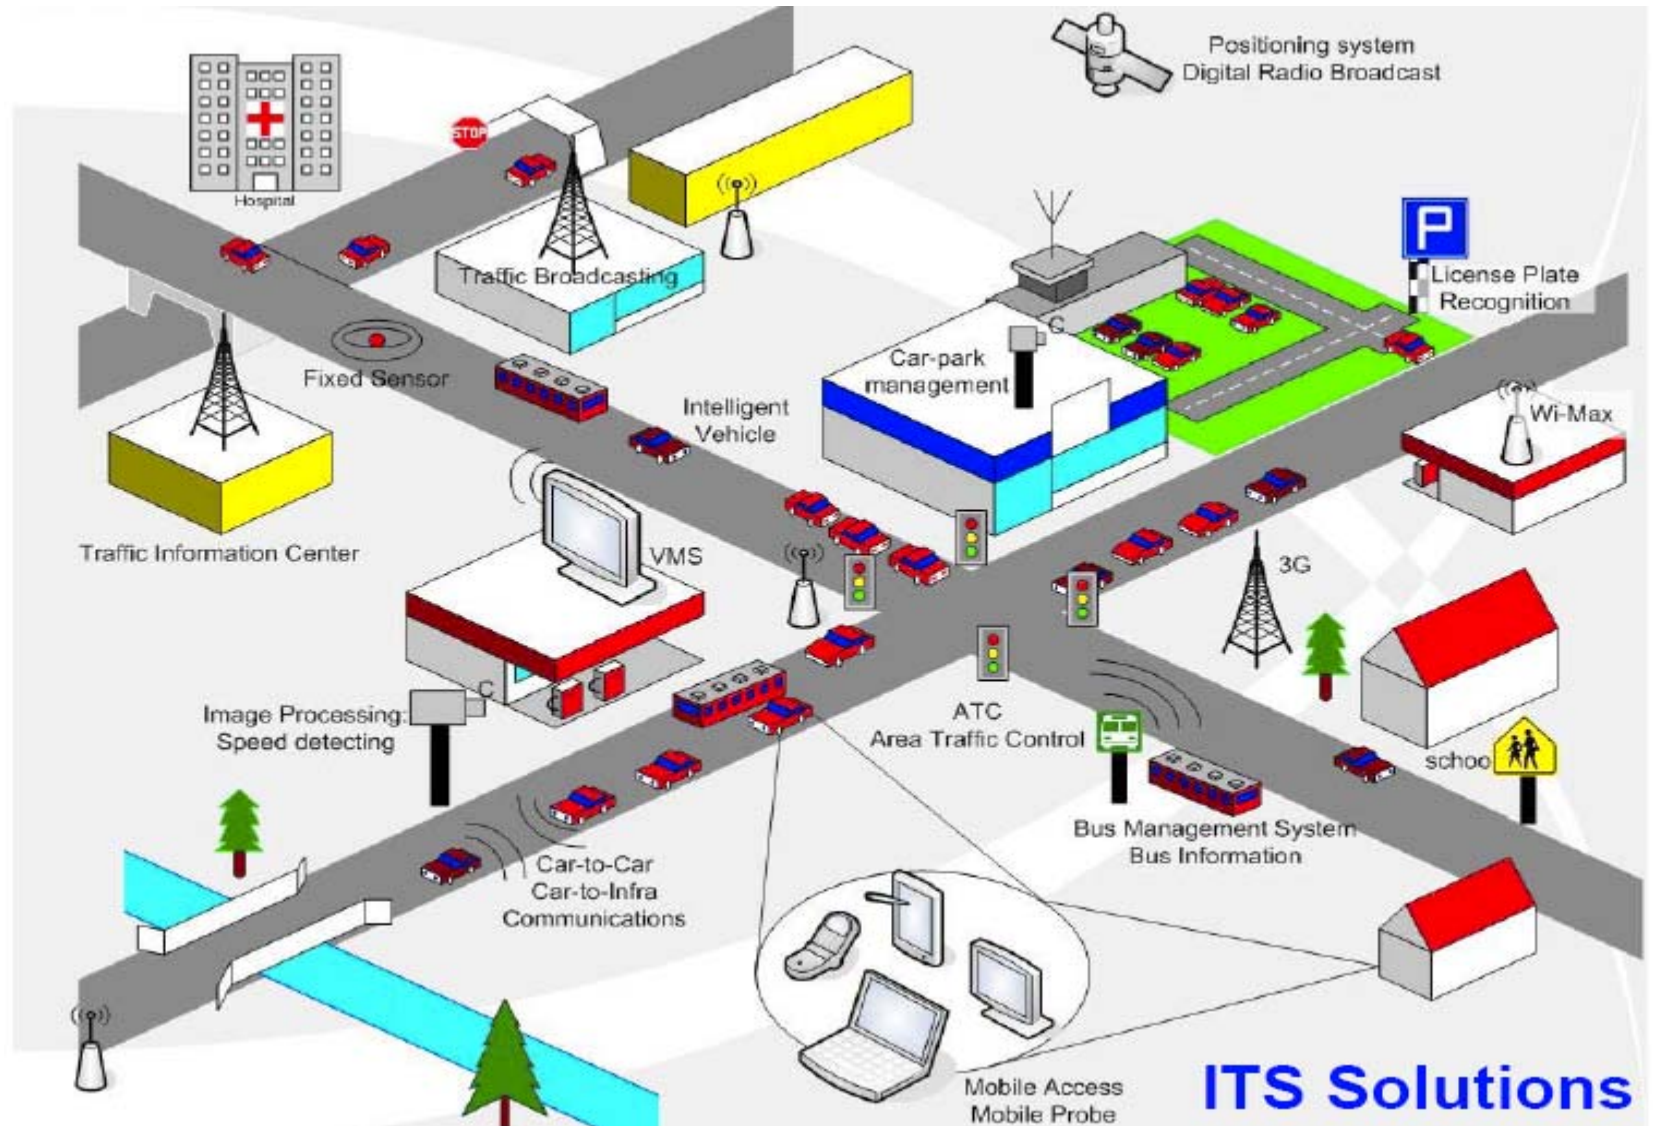 Positioning system
Digital Radio Broadcast
STOP
Hospital
Traffic Broadcasting
P
License Plate
Recognition
Fixed Sensor
C
Car-park
management
Intelligent
Vehicle
Wi-Max
Traffic Information Center
VMS
3G
C
Image Processing:
Speed detecting
ATC
Area Traffic Control
schoo
Bus Management System
Bus Information
Car-to-Car
Car-to-Infra
Communications
Mobile Access
Mobile Probe
ITS Solutions